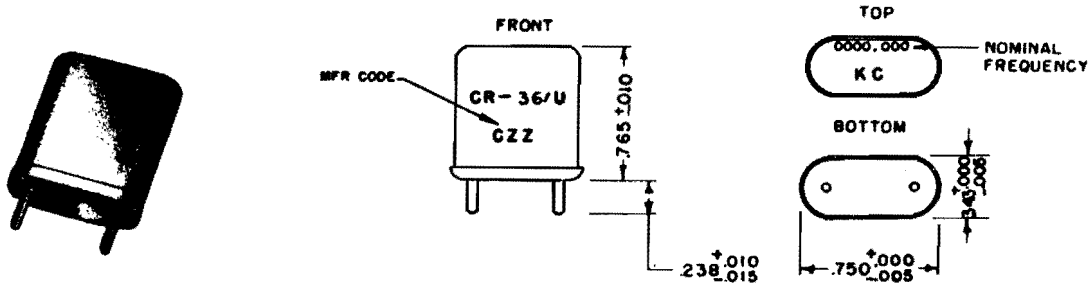 FRONT
MFR CODE
CR-36/U
CZZ
.765 ±.010
.238 +.010 -.015
TOP
0000.000
KC
NOMINAL
FREQUENCY
BOTTOM
.343 +.000 -.005
.750 +.000 -.005